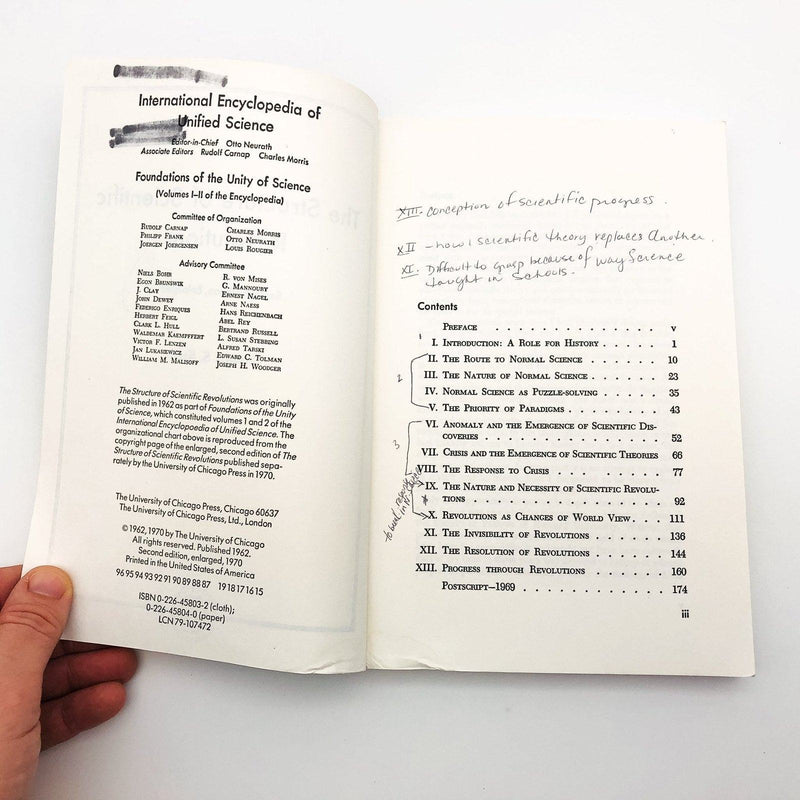 International Encyclopedia of
Unified Science
Editor-in-Chief Otto Neurath
Associate Editors Rudolf Carnap Charles Morris
Foundations of the Unity of Science
(Volumes I–II of the Encyclopedia)
Committee of Organization
Rudolf Carnap Charles Morris
Philipp Frank Otto Neurath
Joergen Joergensen Louis Rougier
Advisory Committee
Niels Bohr R. von Mises
Egon Brunswik G. Mannoury
J. Clay Ernest Nagel
John Dewey Arne Naess
Federigo Enriques Hans Reichenbach
Herbert Feigl Abel Rey
Clark L. Hull Bertrand Russell
Waldemar Kaempffert L. Susan Stebbing
Victor F. Lenzen Alfred Tarski
Jan Lukasiewicz Edward C. Tolman
William M. Malisoff Joseph H. Woodger
The Structure of Scientific Revolutions was originally
published in 1962 as part of Foundations of the Unity
of Science, which constituted volumes 1 and 2 of the
International Encyclopaedia of Unified Science. The
organizational chart above is reproduced from the
copyright page of the enlarged, second edition of The
Structure of Scientific Revolutions published sepa-
rately by the University of Chicago Press in 1970.
The University of Chicago Press, Chicago 60637
The University of Chicago Press, Ltd., London
© 1962, 1970 by The University of Chicago
All rights reserved. Published 1962.
Second edition, enlarged, 1970
Printed in the United States of America
96 95 94 93 92 91 90 89 88 87 19 18 17 16 15
ISBN 0-226-45803-2 (cloth);
0-226-45804-0 (paper)
LCN 79-107472
XIII. conception of scientific progress.
XII - how 1 scientific theory replaces another.
XI. Difficult to grasp because of way science
taught in schools.
Contents
Preface . . . . . . . . . . . . v
1 I. Introduction: A Role for History . . . . . 1
II. The Route to Normal Science . . . . . . 10
2 III. The Nature of Normal Science . . . . . . 23
IV. Normal Science as Puzzle-solving . . . . 35
V. The Priority of Paradigms . . . . . . . 43
VI. Anomaly and the Emergence of Scientific Dis-
3 coveries . . . . . . . . . . . . 52
VII. Crisis and the Emergence of Scientific Theories 66
VIII. The Response to Crisis . . . . . . 77
IX. The Nature and Necessity of Scientific Revolu-
tions . . . . . . . . . . . . . 92
X. Revolutions as Changes of World View . . . 111
XI. The Invisibility of Revolutions . . . . . 136
XII. The Resolution of Revolutions . . . . . 144
XIII. Progress through Revolutions . . . . . 160
Postscript—1969 . . . . . . . . . . 174
iii